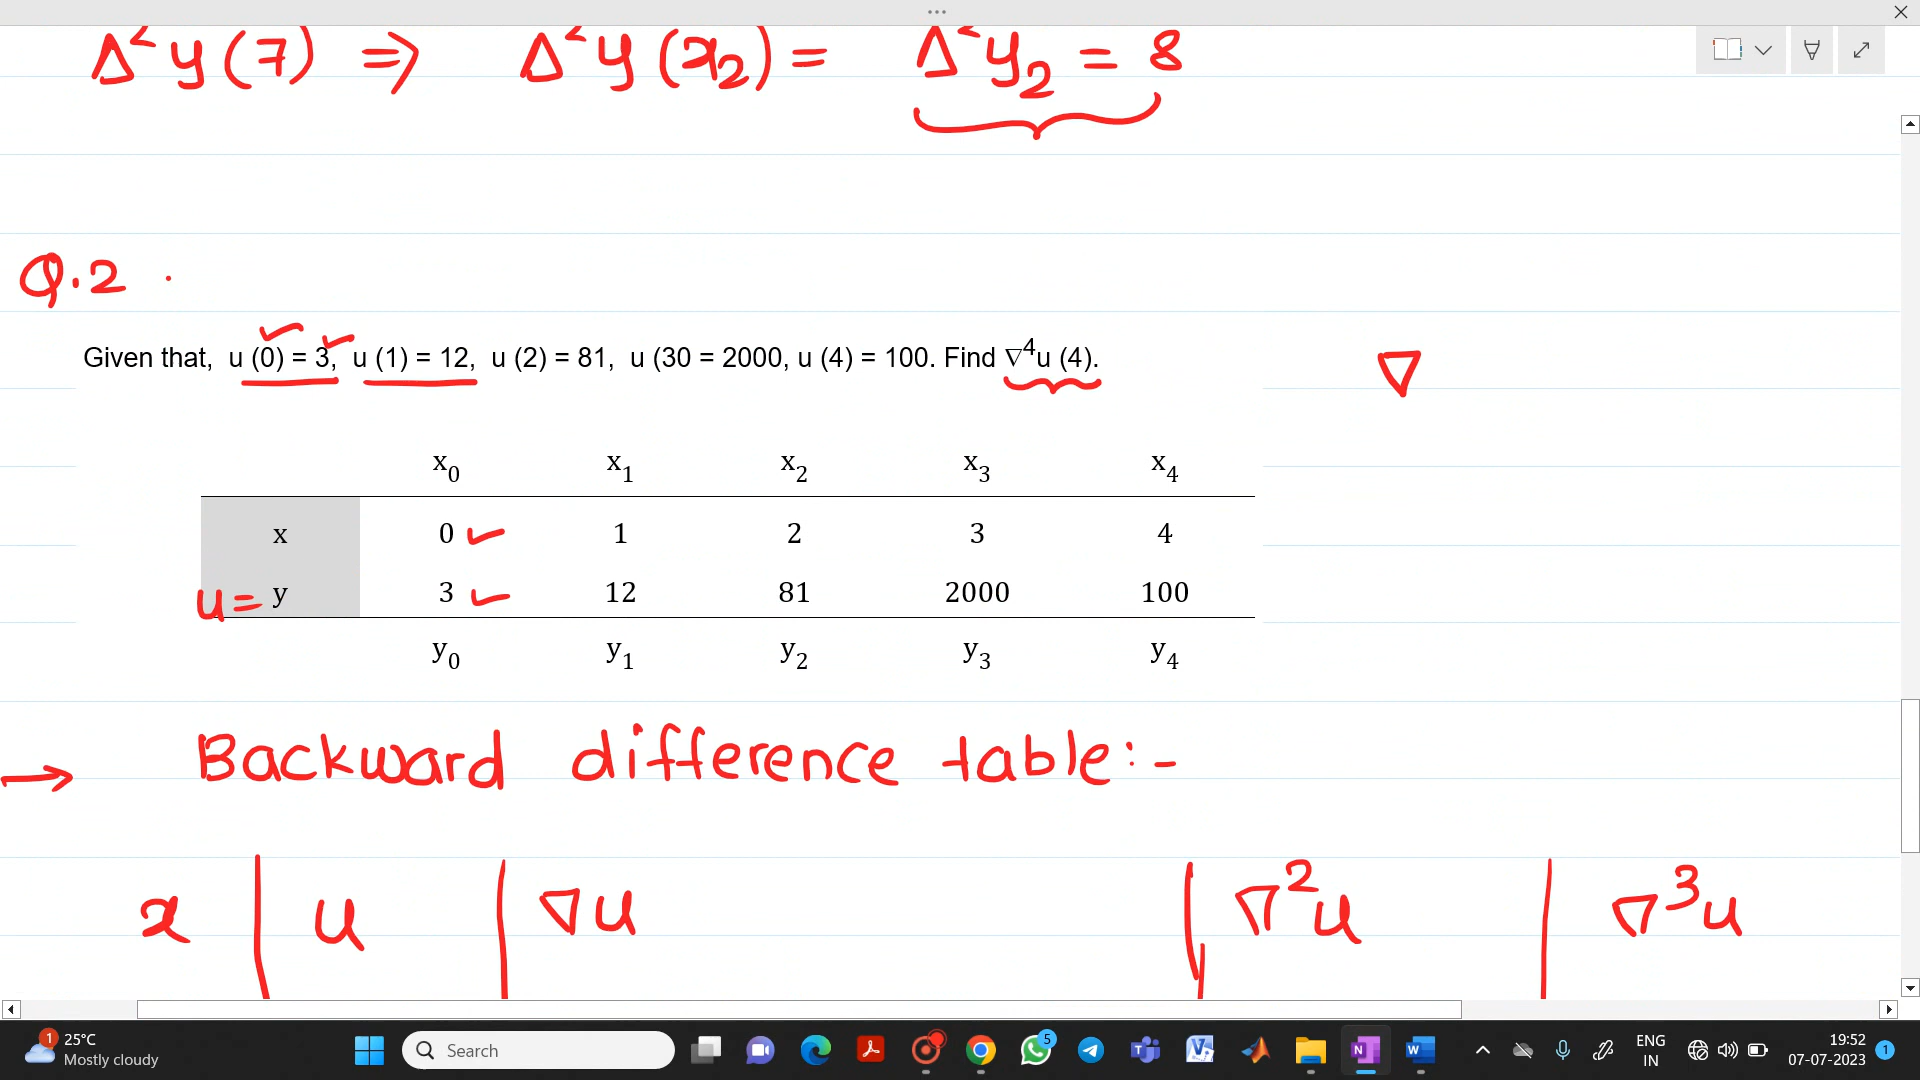 Δ²y(7) ⇒ Δ²y(x₂) = Δ²y₂ = 8
Q.2
Given that, u (0) = 3, u (1) = 12, u (2) = 81, u (30 = 2000, u (4) = 100. Find ∇⁴u (4).
∇
x₀ x₁ x₂ x₃ x₄
x 0 1 2 3 4
u= y 3 12 81 2000 100
y₀ y₁ y₂ y₃ y₄
→ Backward difference table:-
x | u | ∇u | ∇²u | ∇³u
1
25°C
Mostly cloudy
Search
5
ENG
IN
19:52
07-07-2023
1